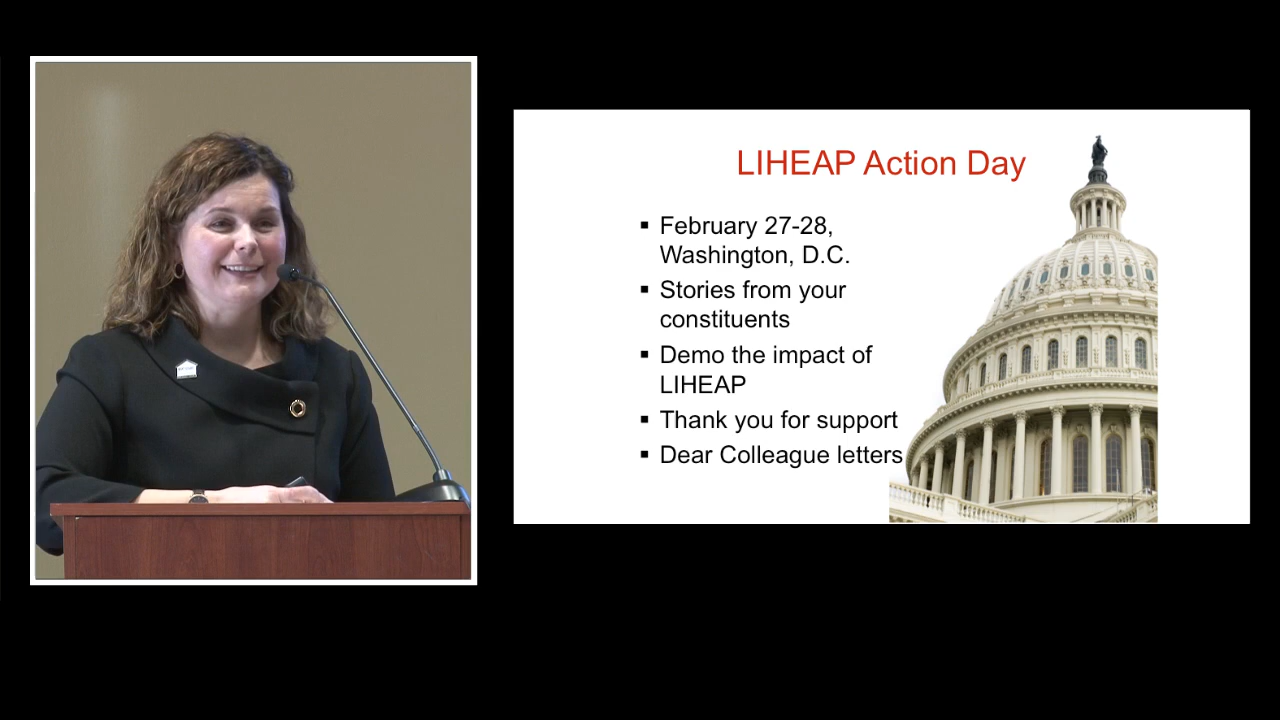 LIHEAP Action Day
▪ February 27-28,
Washington, D.C.
▪ Stories from your
constituents
▪ Demo the impact of
LIHEAP
▪ Thank you for support
▪ Dear Colleague letters